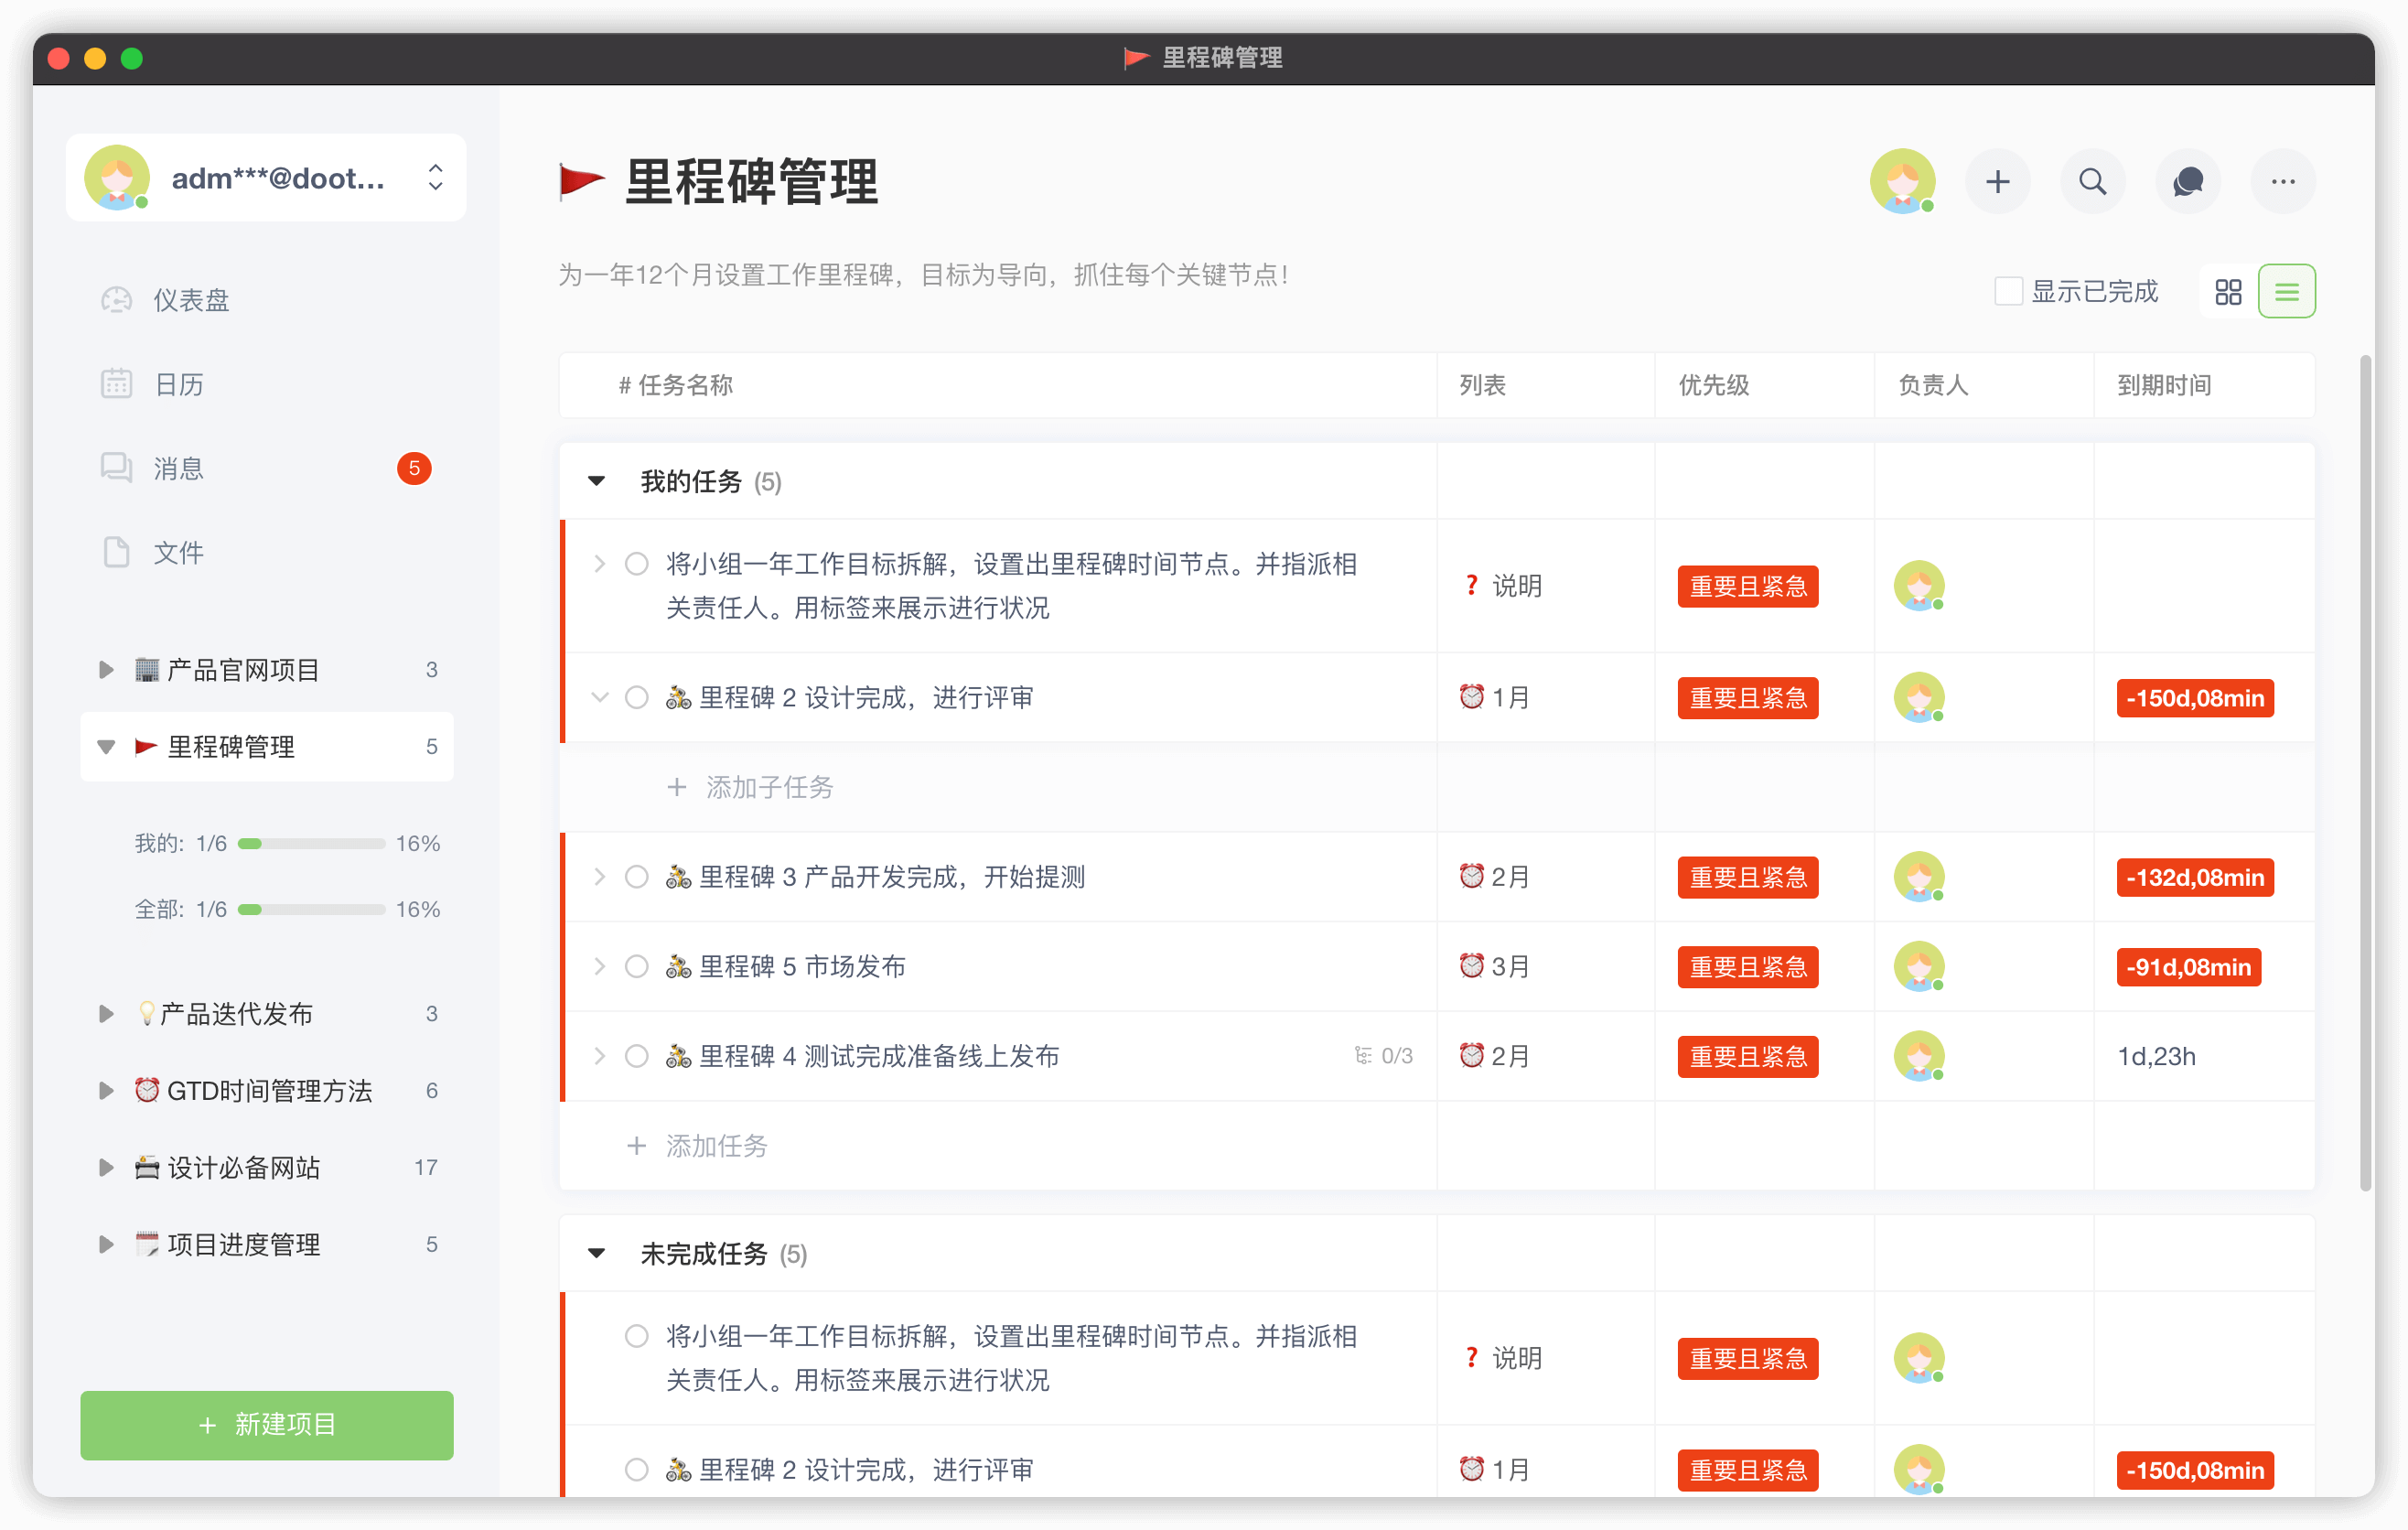 里程碑管理
adm***@doot...
仪表盘
日历
消息 5
文件
产品官网项目 3
里程碑管理 5
我的: 1/6 16%
全部: 1/6 16%
产品迭代发布 3
GTD时间管理方法 6
设计必备网站 17
项目进度管理 5
+ 新建项目
里程碑管理
为一年12个月设置工作里程碑，目标为导向，抓住每个关键节点！
显示已完成
# 任务名称 列表 优先级 负责人 到期时间
我的任务 (5)
将小组一年工作目标拆解，设置出里程碑时间节点。并指派相
关责任人。用标签来展示进行状况
❓ 说明 重要且紧急
里程碑 2 设计完成，进行评审 1月 重要且紧急 -150d,08min
+ 添加子任务
里程碑 3 产品开发完成，开始提测 2月 重要且紧急 -132d,08min
里程碑 5 市场发布 3月 重要且紧急 -91d,08min
里程碑 4 测试完成准备线上发布 0/3 2月 重要且紧急 1d,23h
+ 添加任务
未完成任务 (5)
将小组一年工作目标拆解，设置出里程碑时间节点。并指派相
关责任人。用标签来展示进行状况
❓ 说明 重要且紧急
里程碑 2 设计完成，进行评审 1月 重要且紧急 -150d,08min